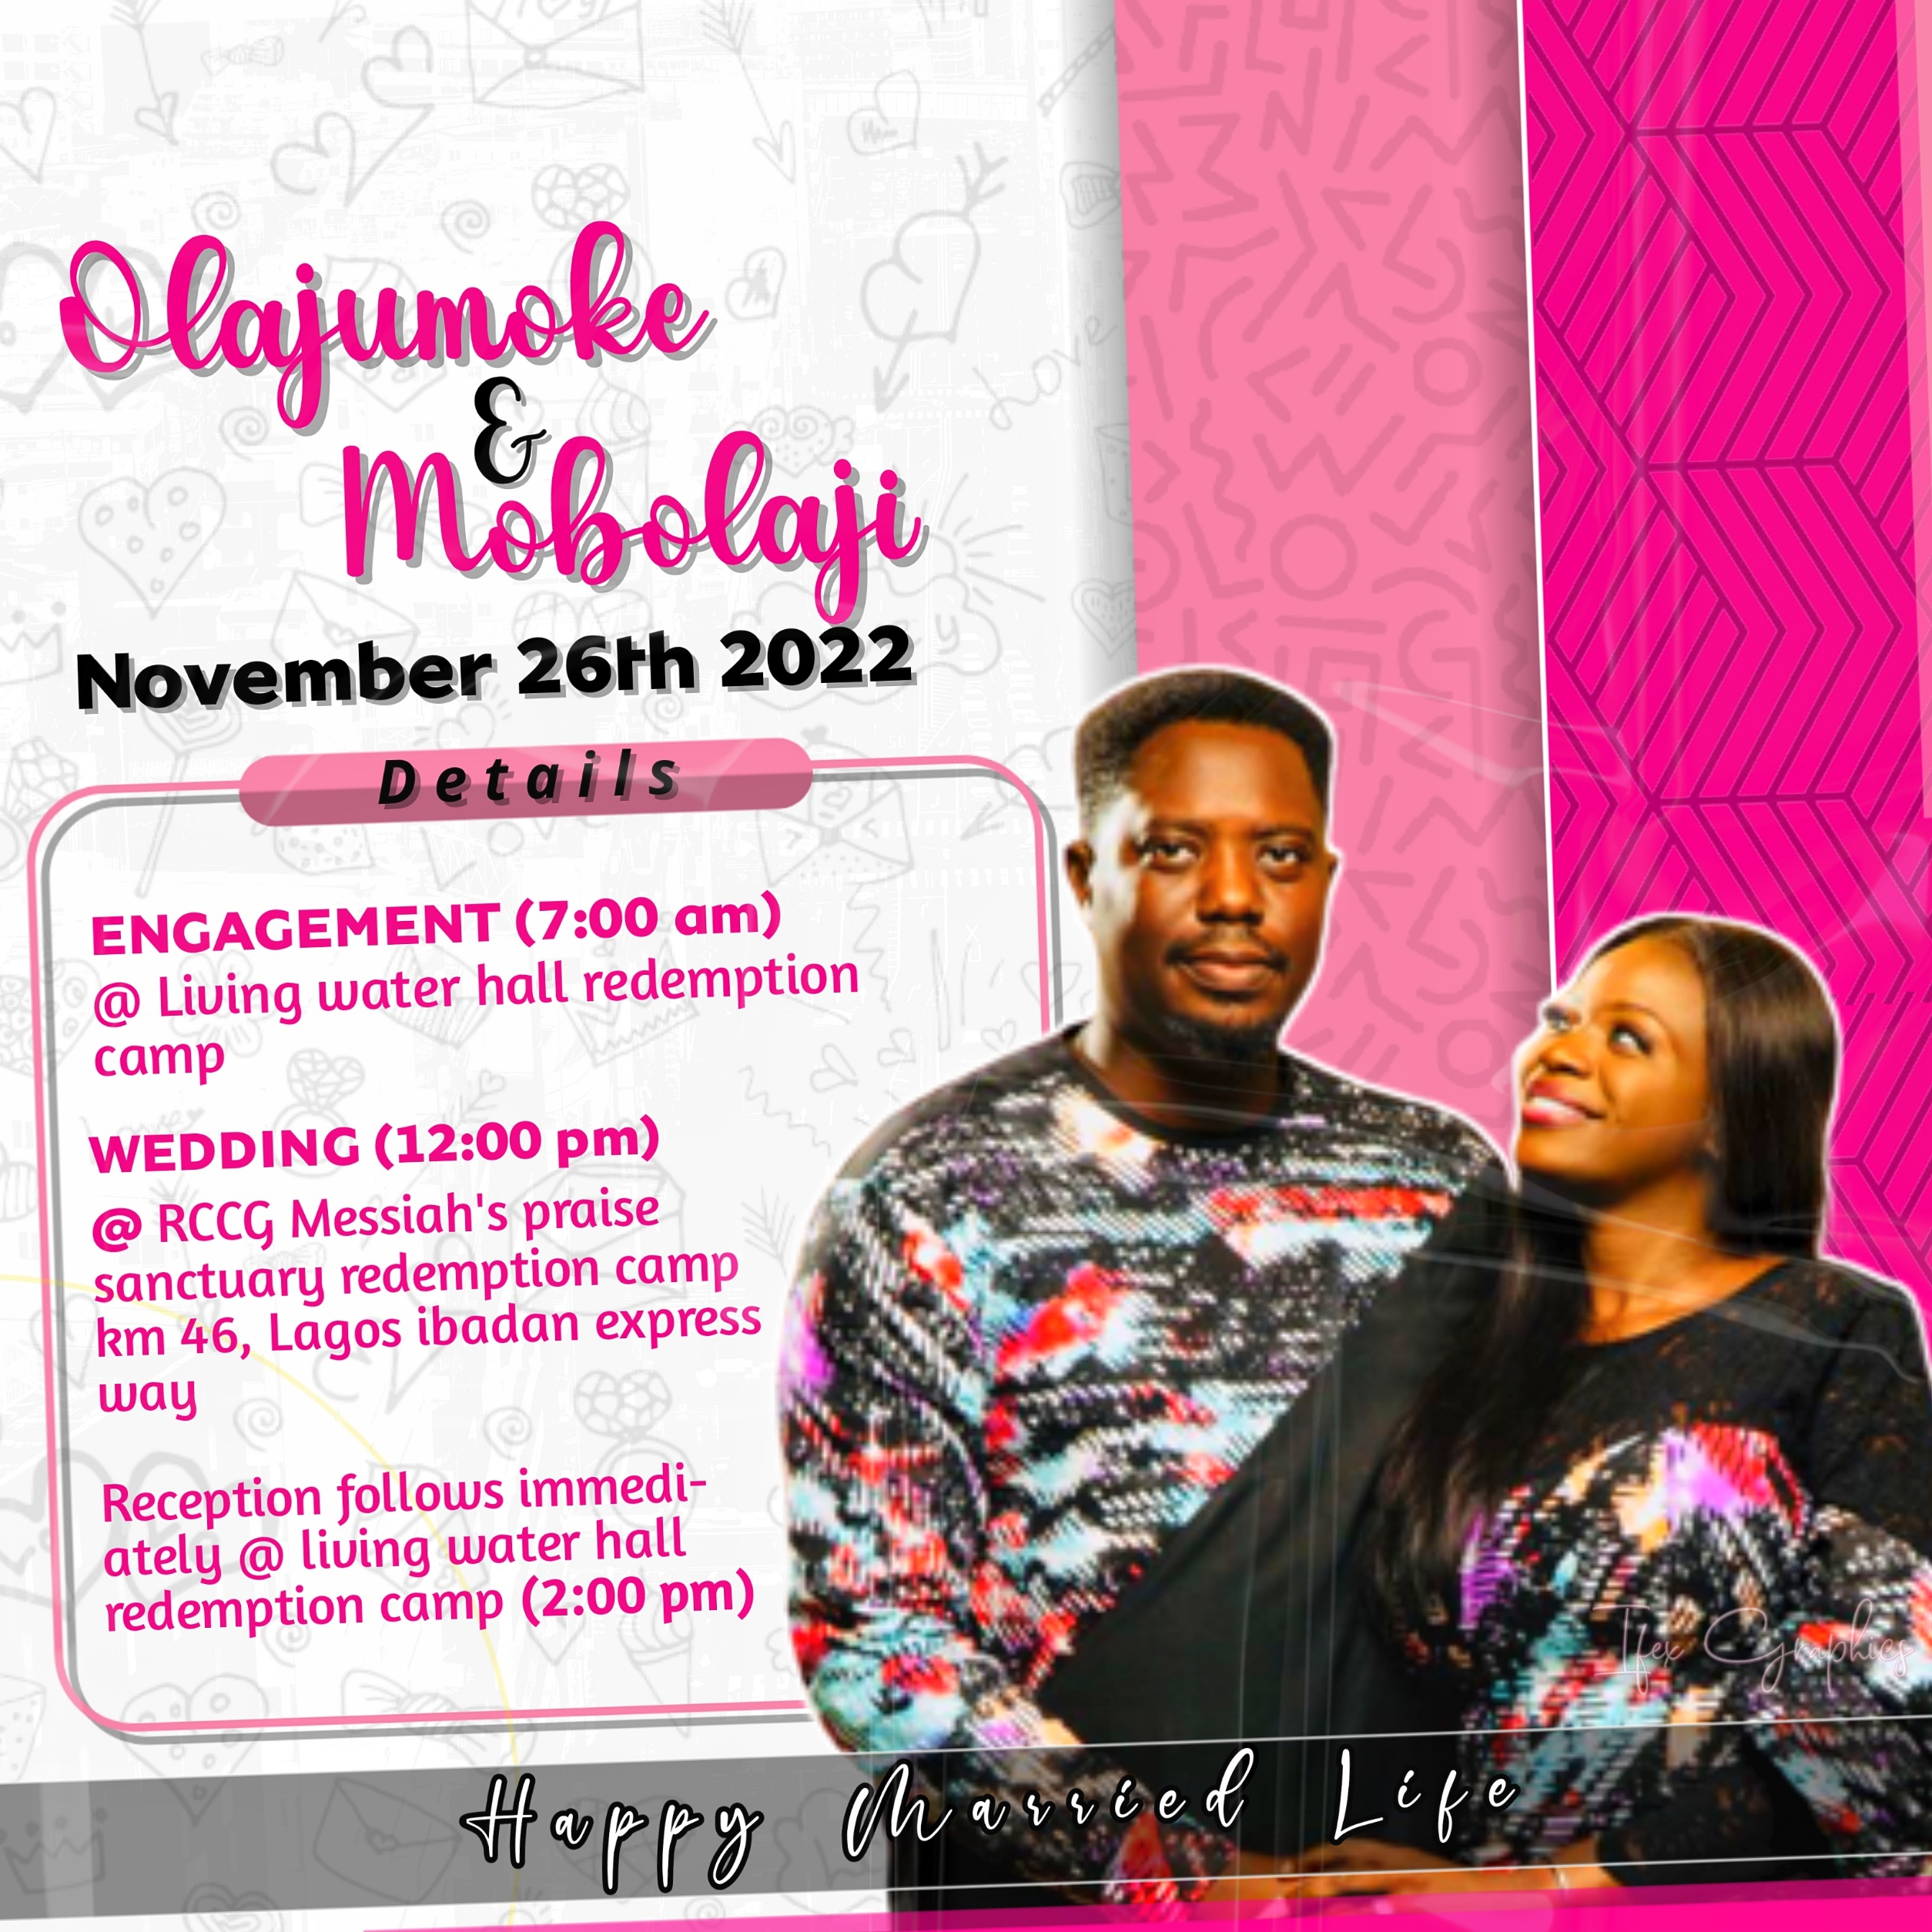 Olajumoke
&
Mobolaji
November 26th 2022
Details
ENGAGEMENT (7:00 am)
@ Living water hall redemption
camp
WEDDING (12:00 pm)
@ RCCG Messiah's praise
sanctuary redemption camp
km 46, Lagos ibadan express
way
Reception follows immedi-
ately @ living water hall
redemption camp (2:00 pm)
Ifex Graphics
Happy Married Life